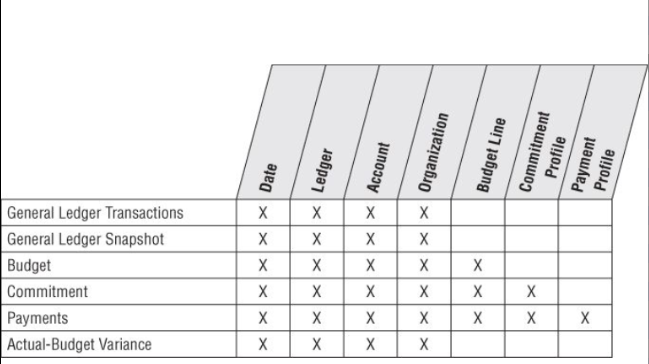 Date
Ledger
Account
Organization
Budget Line
Commitment
Profile
Payment
Profile
General Ledger Transactions X X X X
General Ledger Snapshot X X X X
Budget X X X X X
Commitment X X X X X X
Payments X X X X X X X
Actual-Budget Variance X X X X